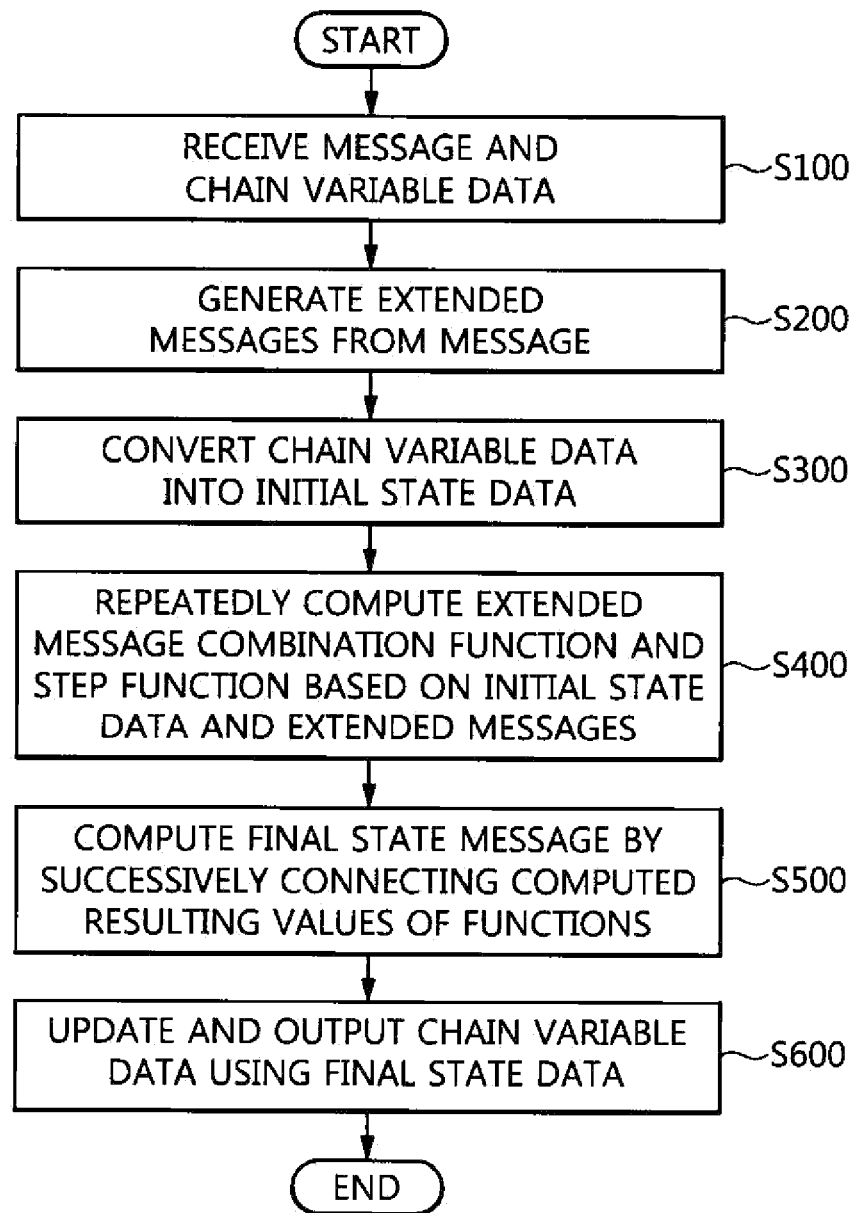 START
RECEIVE MESSAGE AND
CHAIN VARIABLE DATA
S100
GENERATE EXTENDED
MESSAGES FROM MESSAGE
S200
CONVERT CHAIN VARIABLE DATA
INTO INITIAL STATE DATA
S300
REPEATEDLY COMPUTE EXTENDED
MESSAGE COMBINATION FUNCTION AND
STEP FUNCTION BASED ON INITIAL STATE
DATA AND EXTENDED MESSAGES
S400
COMPUTE FINAL STATE MESSAGE BY
SUCCESSIVELY CONNECTING COMPUTED
RESULTING VALUES OF FUNCTIONS
S500
UPDATE AND OUTPUT CHAIN VARIABLE
DATA USING FINAL STATE DATA
S600
END